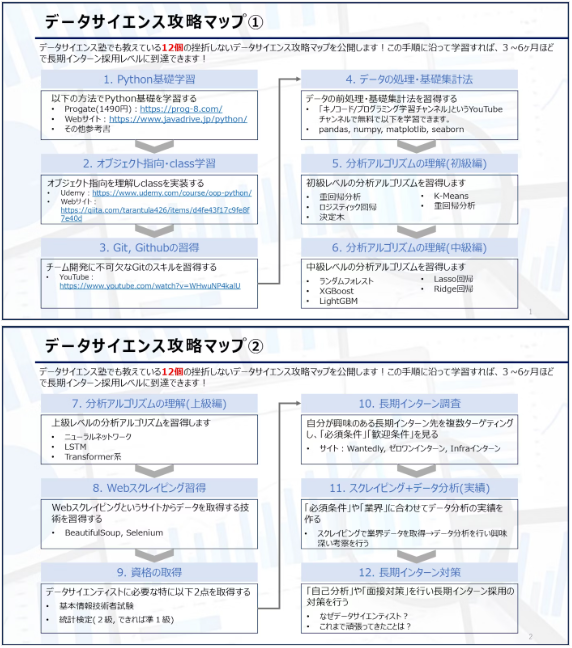 データサイエンス攻略マップ①
データサイエンス塾でも教えている12個の挫折しないデータサイエンス攻略マップを公開します！この手順に沿って学習すれば、３～6ヶ月ほど
で長期インターン採用レベルに到達できます！
1. Python基礎学習
以下の方法でPython基礎を学習する
• Progate(1490円)：https://prog-8.com/
• Webサイト：https://www.javadrive.jp/python/
• その他参考書
2. オブジェクト指向・class学習
オブジェクト指向を理解しclassを実装する
• Udemy：https://www.udemy.com/course/oop-python/
• Webサイト：
https://qiita.com/tarantula426/items/d4fe43f17c9fe8f
7e40d
3. Git, Githubの習得
チーム開発に不可欠なGitのスキルを習得する
• YouTube：
https://www.youtube.com/watch?v=WHwuNP4kalU
4. データの処理・基礎集計法
データの前処理・基礎集計法を習得する
• 「キノコード/プログラミング学習チャンネル」というYouTube
チャンネルで無料で以下を学習できます。
• pandas, numpy, matplotlib, seaborn
5. 分析アルゴリズムの理解(初級編)
初級レベルの分析アルゴリズムを習得します
• 重回帰分析
• ロジスティック回帰
• 決定木
• K-Means
• 重回帰分析
6. 分析アルゴリズムの理解(中級編)
中級レベルの分析アルゴリズムを習得します
• ランダムフォレスト
• XGBoost
• LightGBM
• Lasso回帰
• Ridge回帰
1
データサイエンス攻略マップ②
データサイエンス塾でも教えている12個の挫折しないデータサイエンス攻略マップを公開します！この手順に沿って学習すれば、３～6ヶ月ほど
で長期インターン採用レベルに到達できます！
7. 分析アルゴリズムの理解(上級編)
上級レベルの分析アルゴリズムを習得します
• ニューラルネットワーク
• LSTM
• Transformer系
8. Webスクレイピング習得
Webスクレイピングというサイトからデータを取得する技
術を習得する
• BeautifulSoup, Selenium
9. 資格の取得
データサイエンティストに必要な特に以下2点を取得する
• 基本情報技術者試験
• 統計検定(２級, できれば準１級)
10. 長期インターン調査
自分が興味のある長期インターン先を複数ターゲティング
し、「必須条件」「歓迎条件」を見る
• サイト：Wantedly, ゼロワンインターン, Infraインターン
11. スクレイピング+データ分析(実績)
「必須条件」や「業界」に合わせてデータ分析の実績を
作る
• スクレイピングで業界データを取得→データ分析を行い興味
深い考察を行う
12. 長期インターン対策
「自己分析」や「面接対策」を行い長期インターン採用の
対策を行う
• なぜデータサイエンティスト？
• これまで頑張ってきたことは？
2